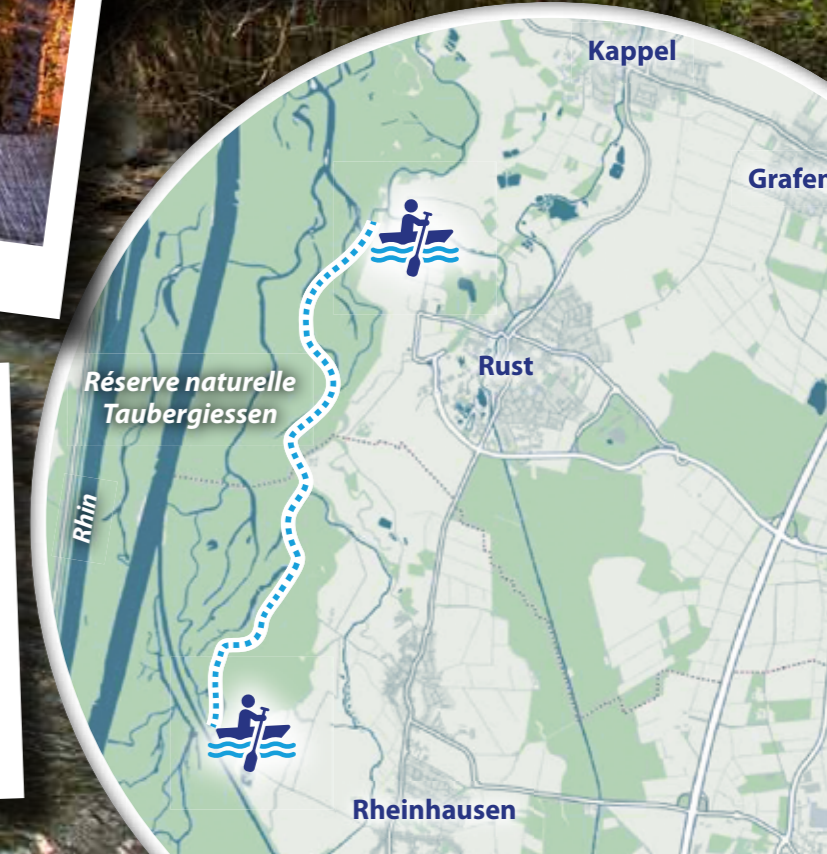 Kappel
Grafen
Rust
Réserve naturelle
Taubergiessen
Rhin
Rheinhausen